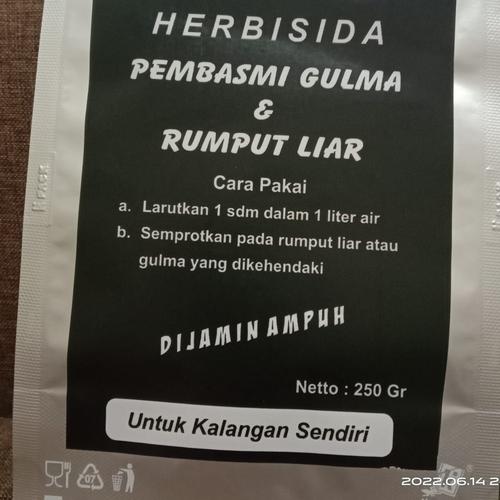 HERBISIDA
PEMBASMI GULMA
&
RUMPUT LIAR
Cara Pakai
a. Larutkan 1 sdm dalam 1 liter air
b. Semprotkan pada rumput liar atau
gulma yang dikehendaki
DIJAMIN AMPUH
Netto : 250 Gr
Untuk Kalangan Sendiri
07
2022.06.14 2